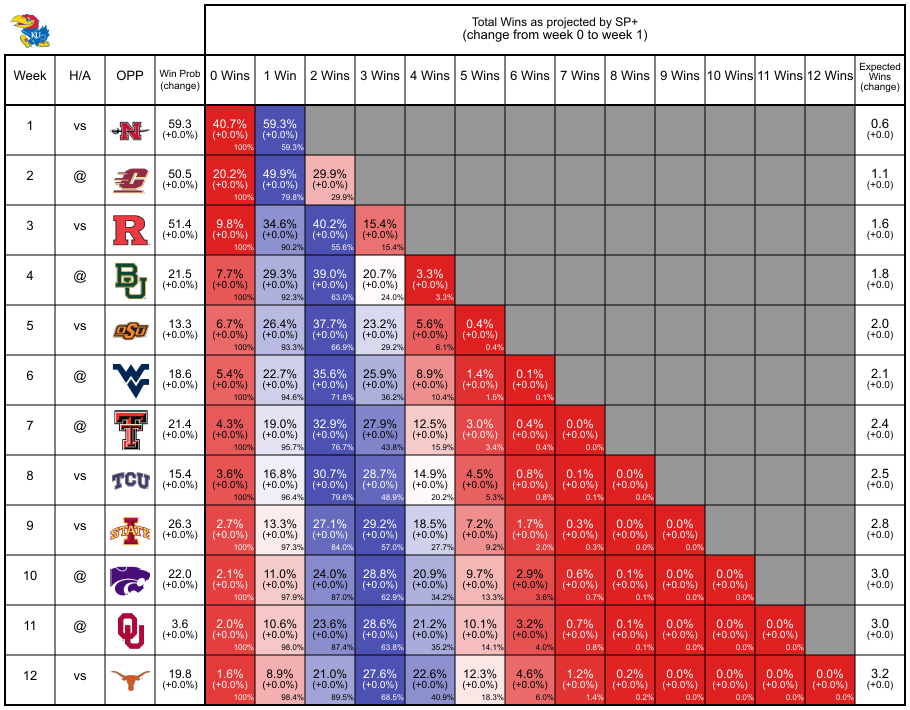 KU
Total Wins as projected by SP+
(change from week 0 to week 1)
Week H/A OPP Win Prob (change) 0 Wins 1 Win 2 Wins 3 Wins 4 Wins 5 Wins 6 Wins 7 Wins 8 Wins 9 Wins 10 Wins 11 Wins 12 Wins Expected Wins (change)
1 vs N 59.3 40.7% 59.3% 0.6
(+0.0%) (+0.0%) (+0.0%) (+0.0)
100% 59.3%
2 @ C 50.5 20.2% 49.9% 29.9% 1.1
(+0.0%) (+0.0%) (+0.0%) (+0.0%) (+0.0)
100% 79.8% 29.9%
3 vs R 51.4 9.8% 34.6% 40.2% 15.4% 1.6
(+0.0%) (+0.0%) (+0.0%) (+0.0%) (+0.0%) (+0.0)
100% 90.2% 55.6% 15.4%
4 @ BU 21.5 7.7% 29.3% 39.0% 20.7% 3.3% 1.8
(+0.0%) (+0.0%) (+0.0%) (+0.0%) (+0.0%) (+0.0%) (+0.0)
100% 92.3% 63.0% 24.0% 3.3%
5 vs OSU 13.3 6.7% 26.4% 37.7% 23.2% 5.6% 0.4% 2.0
(+0.0%) (+0.0%) (+0.0%) (+0.0%) (+0.0%) (+0.0%) (+0.0%) (+0.0)
100% 93.3% 66.9% 29.2% 6.1% 0.4%
6 @ WV 18.6 5.4% 22.7% 35.6% 25.9% 8.9% 1.4% 0.1% 2.1
(+0.0%) (+0.0%) (+0.0%) (+0.0%) (+0.0%) (+0.0%) (+0.0%) (+0.0%) (+0.0)
100% 94.6% 71.8% 36.2% 10.4% 1.5% 0.1%
7 @ TT 21.4 4.3% 19.0% 32.9% 27.9% 12.5% 3.0% 0.4% 0.0% 2.4
(+0.0%) (+0.0%) (+0.0%) (+0.0%) (+0.0%) (+0.0%) (+0.0%) (+0.0%) (+0.0%) (+0.0)
100% 95.7% 76.7% 43.8% 15.9% 3.4% 0.4% 0.0%
8 vs TCU 15.4 3.6% 16.8% 30.7% 28.7% 14.9% 4.5% 0.8% 0.1% 0.0% 2.5
(+0.0%) (+0.0%) (+0.0%) (+0.0%) (+0.0%) (+0.0%) (+0.0%) (+0.0%) (+0.0%) (+0.0%) (+0.0)
100% 96.4% 79.6% 48.9% 20.2% 5.3% 0.8% 0.1% 0.0%
9 vs I STATE 26.3 2.7% 13.3% 27.1% 29.2% 18.5% 7.2% 1.7% 0.3% 0.0% 0.0% 2.8
(+0.0%) (+0.0%) (+0.0%) (+0.0%) (+0.0%) (+0.0%) (+0.0%) (+0.0%) (+0.0%) (+0.0%) (+0.0%) (+0.0)
100% 97.3% 84.0% 57.0% 27.7% 9.2% 2.0% 0.3% 0.0% 0.0%
10 @ 22.0 2.1% 11.0% 24.0% 28.8% 20.9% 9.7% 2.9% 0.6% 0.1% 0.0% 0.0% 3.0
(+0.0%) (+0.0%) (+0.0%) (+0.0%) (+0.0%) (+0.0%) (+0.0%) (+0.0%) (+0.0%) (+0.0%) (+0.0%) (+0.0%) (+0.0)
100% 97.9% 87.0% 62.9% 34.2% 13.3% 3.6% 0.7% 0.1% 0.0% 0.0%
11 @ OU 3.6 2.0% 10.6% 23.6% 28.6% 21.2% 10.1% 3.2% 0.7% 0.1% 0.0% 0.0% 0.0% 3.0
(+0.0%) (+0.0%) (+0.0%) (+0.0%) (+0.0%) (+0.0%) (+0.0%) (+0.0%) (+0.0%) (+0.0%) (+0.0%) (+0.0%) (+0.0%) (+0.0)
100% 98.0% 87.4% 63.8% 35.2% 14.1% 4.0% 0.8% 0.1% 0.0% 0.0% 0.0%
12 vs 19.8 1.6% 8.9% 21.0% 27.6% 22.6% 12.3% 4.6% 1.2% 0.2% 0.0% 0.0% 0.0% 0.0% 3.2
(+0.0%) (+0.0%) (+0.0%) (+0.0%) (+0.0%) (+0.0%) (+0.0%) (+0.0%) (+0.0%) (+0.0%) (+0.0%) (+0.0%) (+0.0%) (+0.0%) (+0.0)
100% 98.4% 89.5% 68.5% 40.9% 18.3% 6.0% 1.4% 0.2% 0.0% 0.0% 0.0% 0.0%